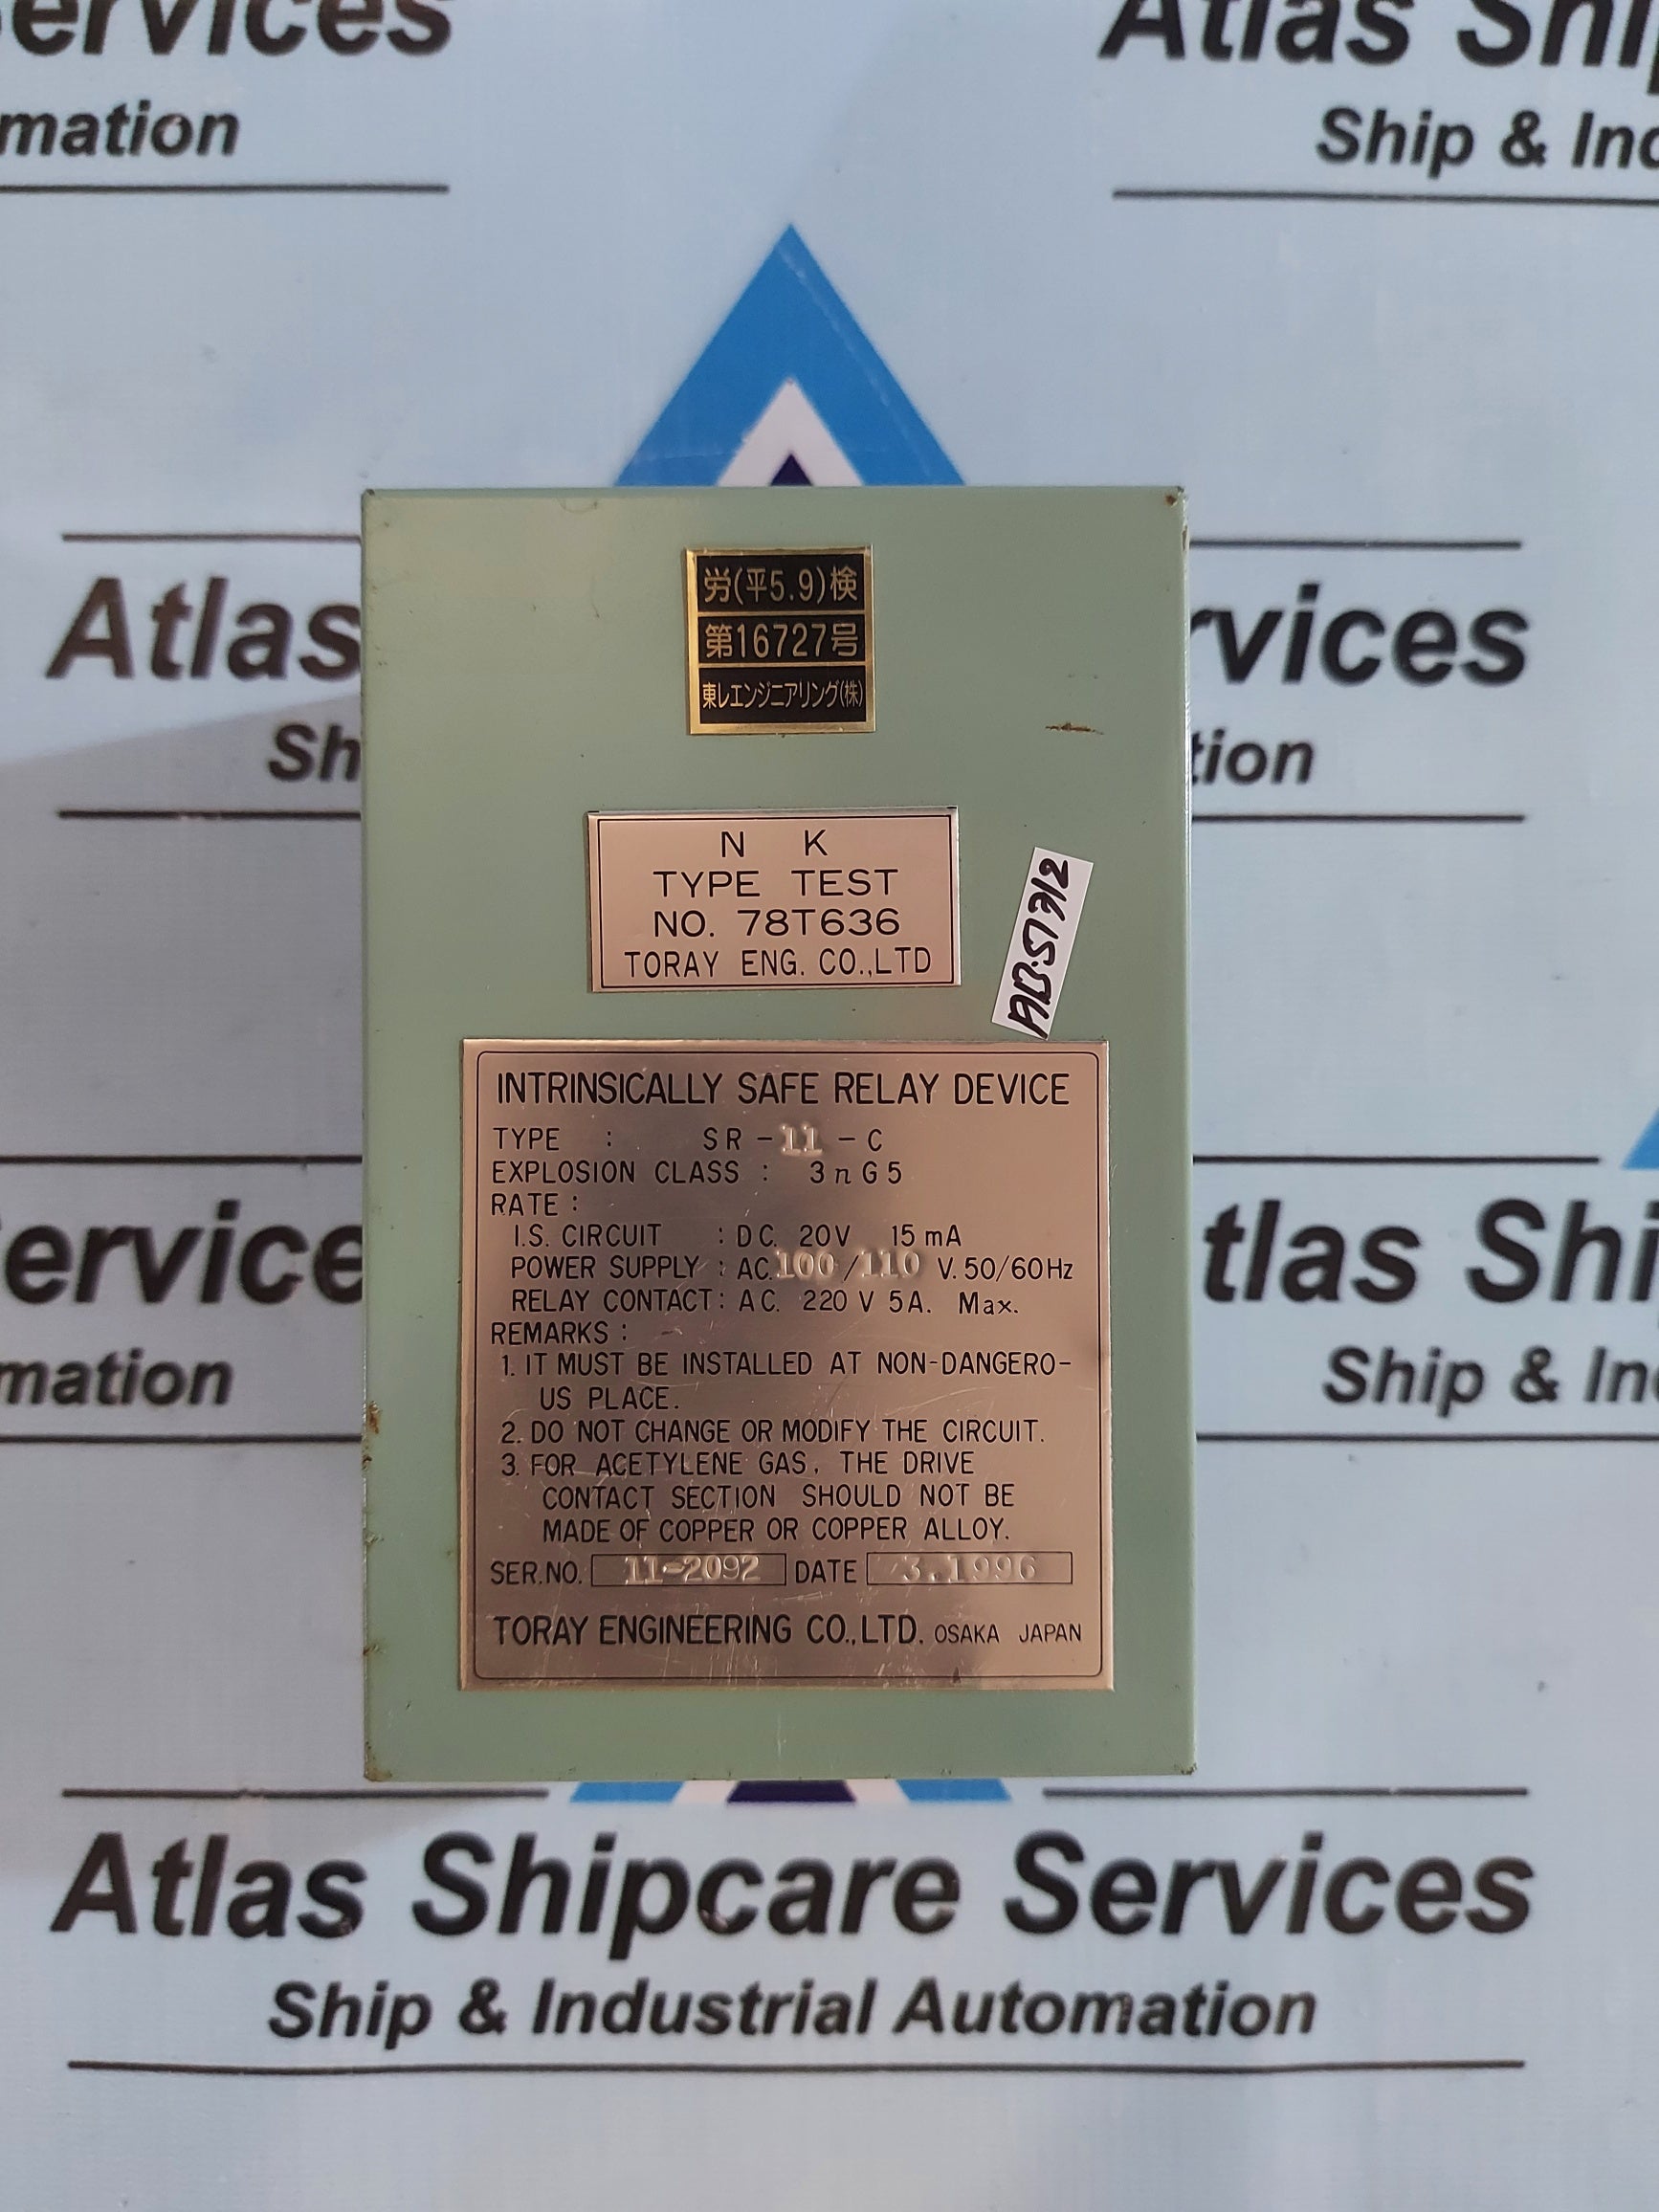 ervices
Atlas Shi
mation
Ship & Ind
労(平5.9)検
第16727号
東レエンジニアリング(株)
Atlas
rvices
Sh
tion
N K
TYPE TEST
NO. 78T636
TORAY ENG. CO.,LTD
INTRINSICALLY SAFE RELAY DEVICE
TYPE : SR-11-C
EXPLOSION CLASS : 3nG5
RATE :
I.S. CIRCUIT : DC. 20V 15mA
POWER SUPPLY : AC.100/110 V.50/60Hz
RELAY CONTACT: AC. 220 V 5A. Max.
REMARKS :
1. IT MUST BE INSTALLED AT NON-DANGERO-
US PLACE.
2. DO NOT CHANGE OR MODIFY THE CIRCUIT.
3. FOR ACETYLENE GAS, THE DRIVE
CONTACT SECTION SHOULD NOT BE
MADE OF COPPER OR COPPER ALLOY.
SER.NO. 11-2092 DATE 3.1996
TORAY ENGINEERING CO.,LTD. OSAKA JAPAN
ervice
tlas Shi
mation
Ship & In
Atlas Shipcare Services
Ship & Industrial Automation